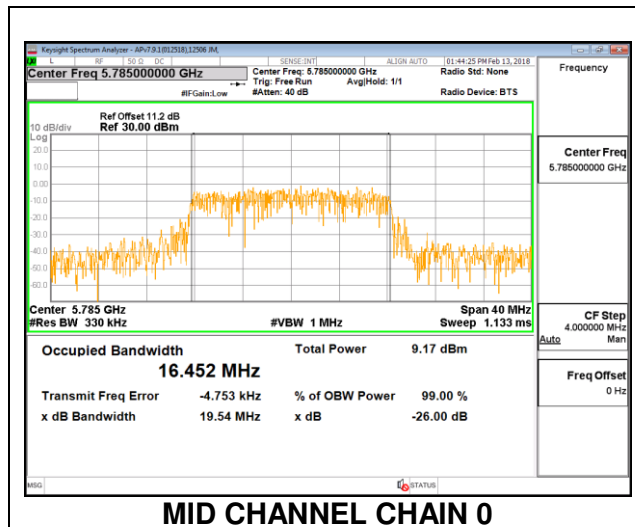 Keysight Spectrum Analyzer - APv7.9.1(012518),12506 JM,
L RF 50 Ω DC SENSE:INT ALIGN AUTO 01:44:25 PM Feb 13, 2018
Center Freq 5.785000000 GHz Center Freq: 5.785000000 GHz Radio Std: None Frequency
Trig: Free Run Avg|Hold: 1/1
#IFGain:Low #Atten: 40 dB Radio Device: BTS
Ref Offset 11.2 dB
10 dB/div Ref 30.00 dBm
Log
20.0
10.0
0.00
-10.0
-20.0
-30.0
-40.0
-50.0
-60.0
Center Freq
5.785000000 GHz
Center 5.785 GHz Span 40 MHz
#Res BW 330 kHz #VBW 1 MHz Sweep 1.133 ms
CF Step
4.000000 MHz
Auto Man
Occupied Bandwidth Total Power 9.17 dBm
16.452 MHz
Freq Offset
0 Hz
Transmit Freq Error -4.753 kHz % of OBW Power 99.00 %
x dB Bandwidth 19.54 MHz x dB -26.00 dB
MSG STATUS
MID CHANNEL CHAIN 0